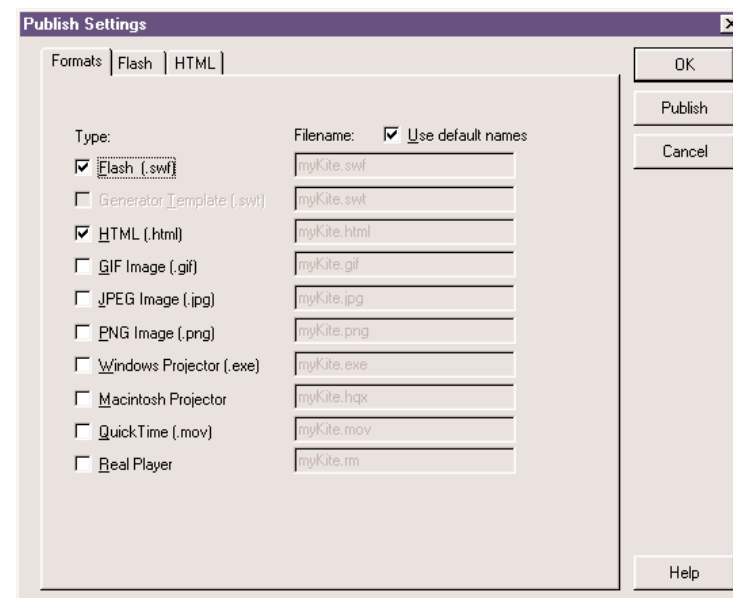 Publish Settings
Formats Flash HTML
OK
Publish
Cancel
Type: Filename: Use default names
Flash (.swf) myKite.swf
Generator Template (.swt) myKite.swt
HTML (.html) myKite.html
GIF Image (.gif) myKite.gif
JPEG Image (.jpg) myKite.jpg
PNG Image (.png) myKite.png
Windows Projector (.exe) myKite.exe
Macintosh Projector myKite.hqx
QuickTime (.mov) myKite.mov
Real Player myKite.rm
Help